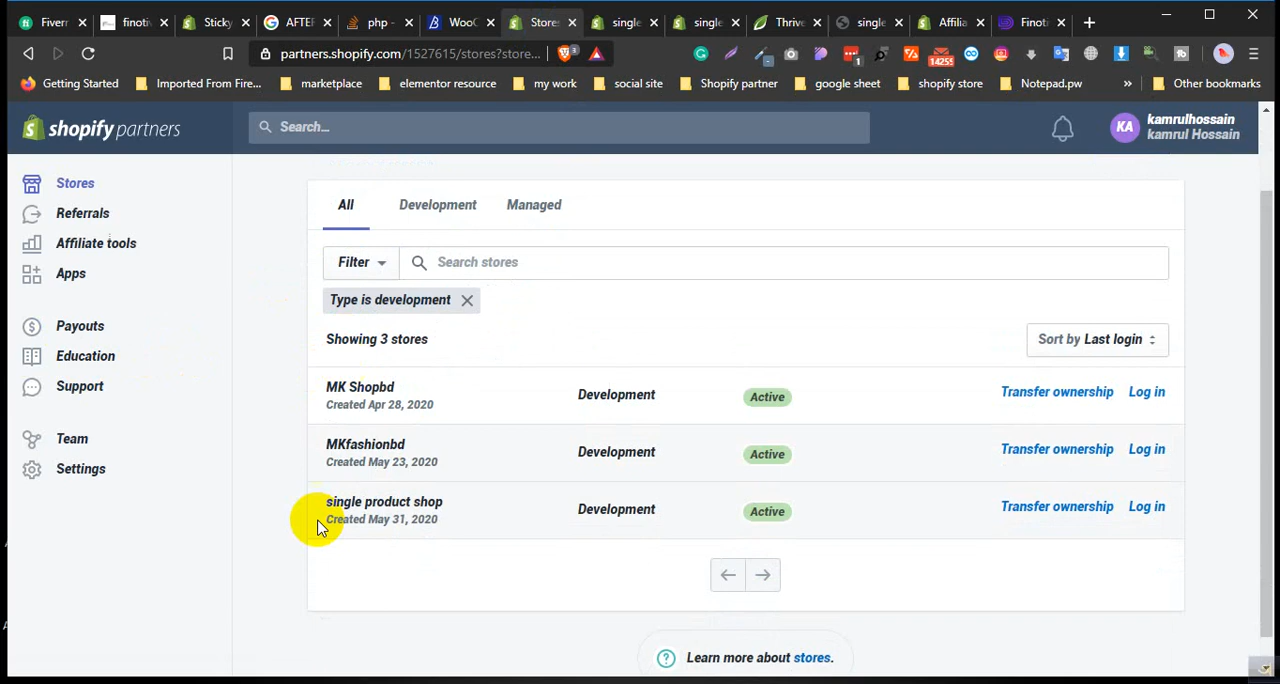 Fiverr
finotiv
Sticky
AFTEF
php -
WooC
Stores
single
single
Thrive
single
Affilia
Finoti
partners.shopify.com/1527615/stores?store...
3
1
14255
Getting Started
Imported From Fire...
marketplace
elementor resource
my work
social site
Shopify partner
google sheet
shopify store
Notepad.pw
»
Other bookmarks
shopify partners
Search...
KA
kamrulhossain
kamrul Hossain
Stores
Referrals
Affiliate tools
Apps
Payouts
Education
Support
Team
Settings
All Development Managed
Filter
Search stores
Type is development
Showing 3 stores
Sort by Last login
MK Shopbd
Created Apr 28, 2020
Development
Active
Transfer ownership
Log in
MKfashionbd
Created May 23, 2020
Development
Active
Transfer ownership
Log in
single product shop
Created May 31, 2020
Development
Active
Transfer ownership
Log in
Learn more about stores.